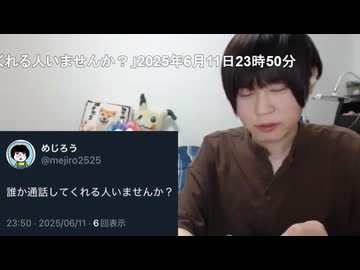 くれる人いませんか？」2025年6月11日23時50分
めじろう
@mejiro2525
誰か通話してくれる人いませんか？
23:50 · 2025/06/11 · 6回表示